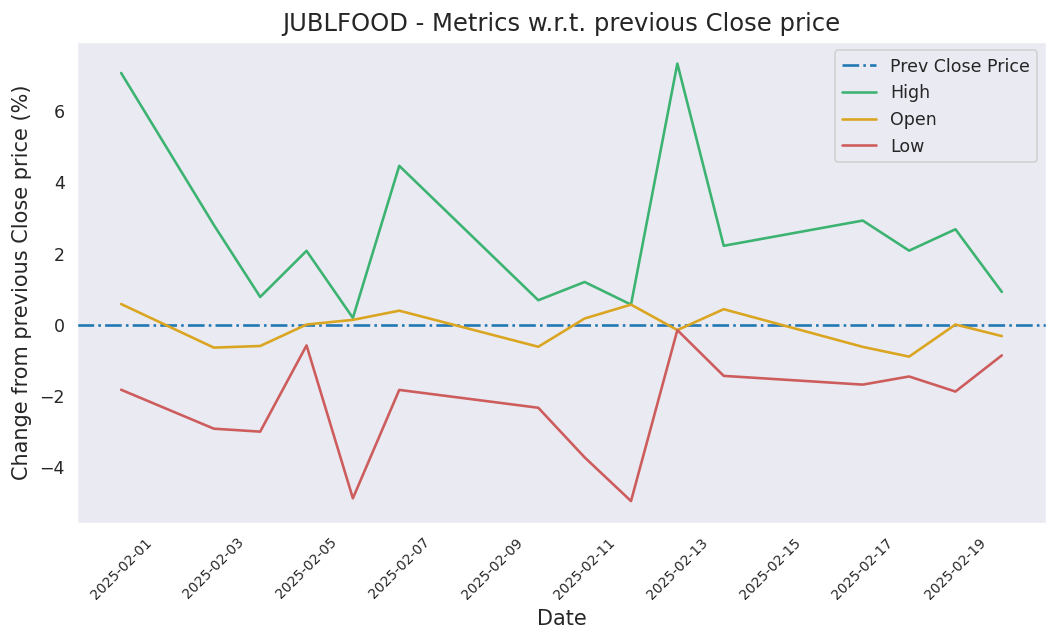 JUBLFOOD - Metrics w.r.t. previous Close price
Prev Close Price
High
Open
Low
Change from previous Close price (%)
6
4
2
0
−2
−4
2025-02-01
2025-02-03
2025-02-05
2025-02-07
2025-02-09
2025-02-11
2025-02-13
2025-02-15
2025-02-17
2025-02-19
Date